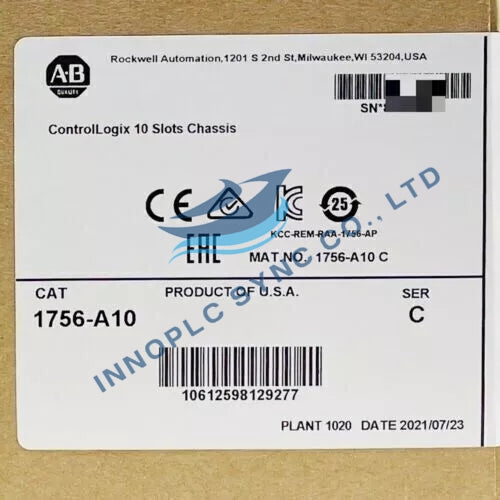 Rockwell Automation,1201 S 2nd St,Milwaukee,WI 53204,USA
A-B
QUALITY
SN*
ControlLogix 10 Slots Chassis
CE
25
KCC-REM-RAA-1756-AP
EAC
MAT.NO. 1756-A10 C
CAT
PRODUCT OF U.S.A.
SER
1756-A10
C
10612598129277
PLANT 1020 DATE 2021/07/23
INNOPLC SYNC CO., LTD